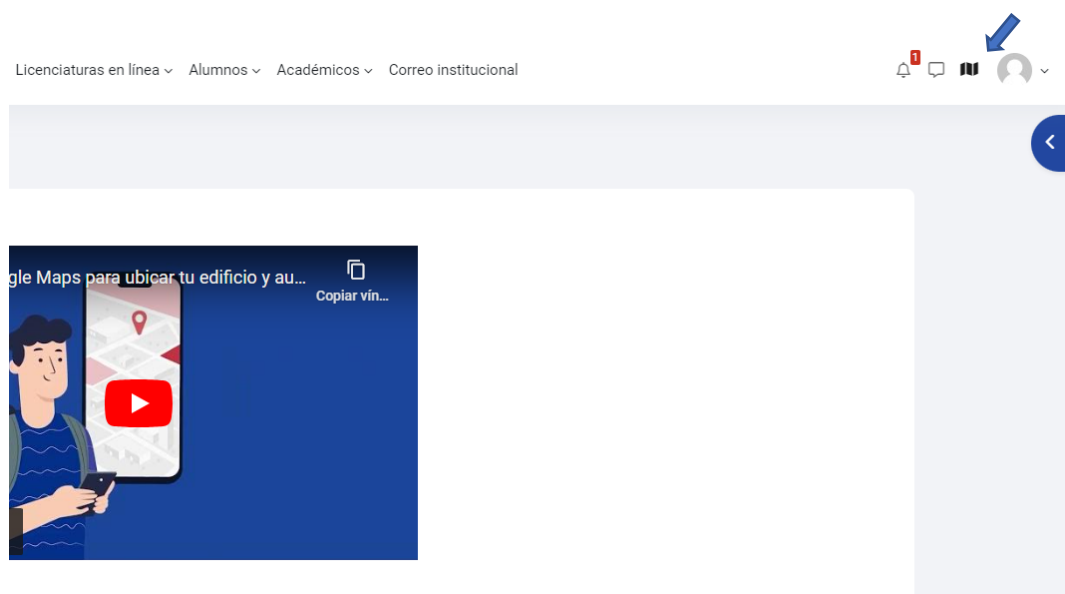 Licenciaturas en línea Alumnos Académicos Correo institucional
1
gle Maps para ubicar tu edificio y au...
Copiar vín...